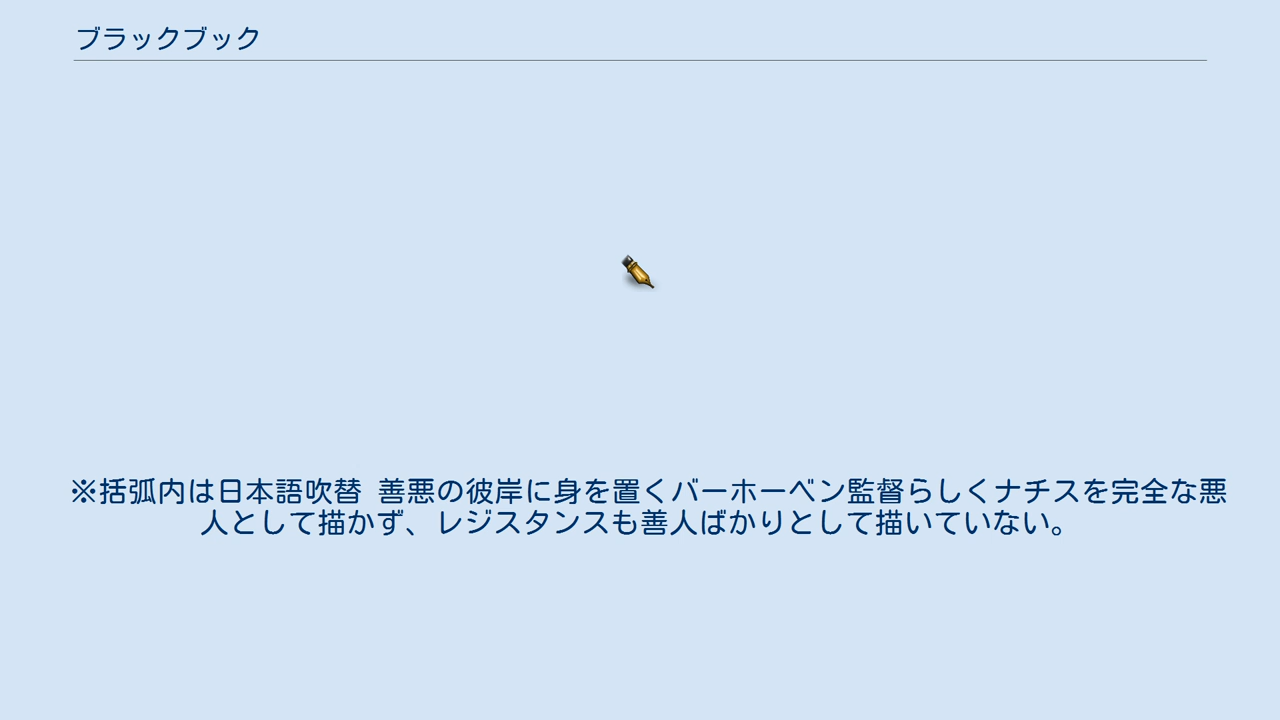 ブラックブック
※括弧内は日本語吹替 善悪の彼岸に身を置くバーホーベン監督らしくナチスを完全な悪
人として描かず、レジスタンスも善人ばかりとして描いていない。